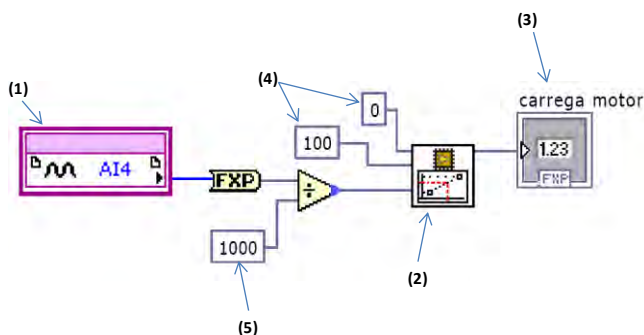 (3)
(4)
(1)
carrega motor
0
100
1.23
AI4
FXP
÷
FXP
1000
(2)
(5)